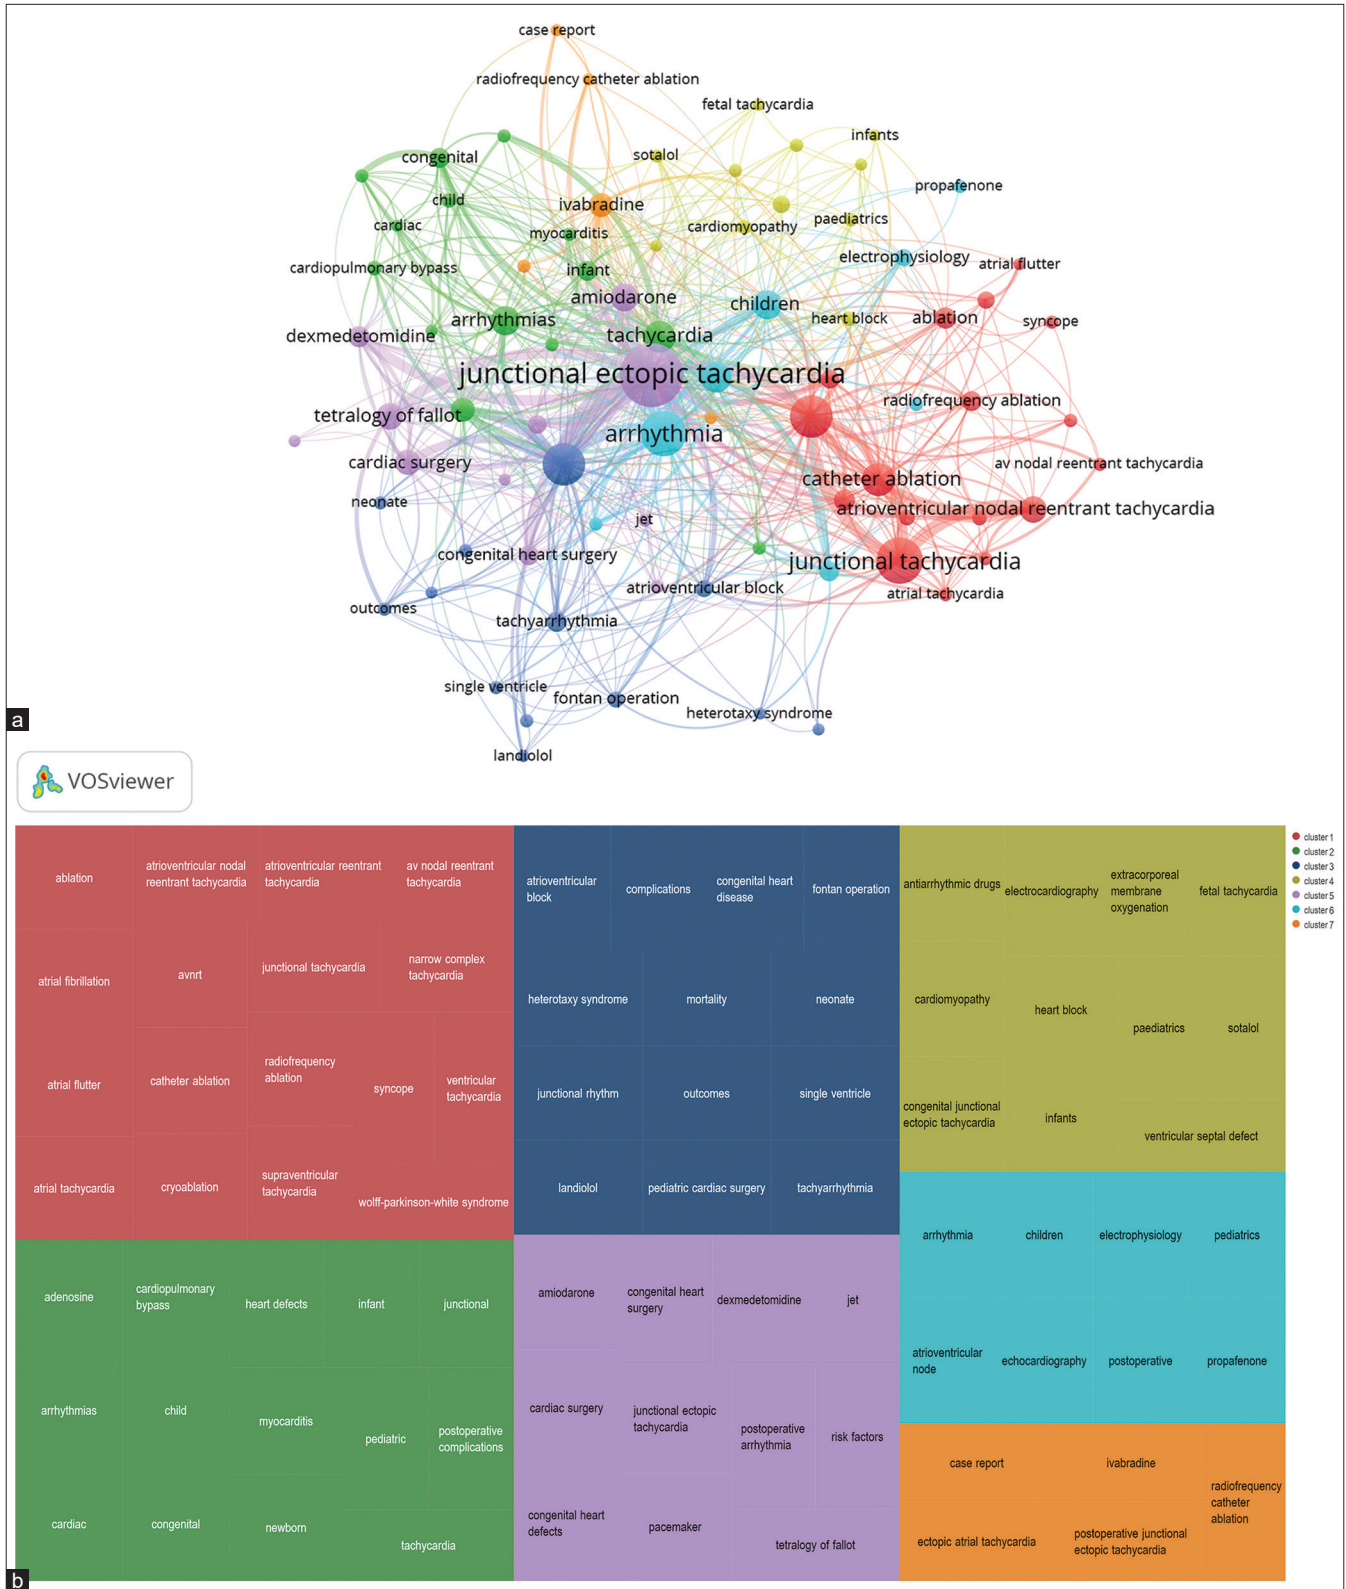 case report
radiofrequency catheter ablation
fetal tachycardia
infants
congenital
sotalol
propafenone
child
ivabradine
cardiac
myocarditis
cardiomyopathy
paediatrics
cardiopulmonary bypass
infant
electrophysiology
atrial flutter
amiodarone
children
arrhythmias
heart block
ablation
syncope
dexmedetomidine
tachycardia
junctional ectopic tachycardia
tetralogy of fallot
radiofrequency ablation
arrhythmia
cardiac surgery
av nodal reentrant tachycardia
catheter ablation
neonate
atrioventricular nodal reentrant tachycardia
jet
congenital heart surgery
junctional tachycardia
atrioventricular block
atrial tachycardia
outcomes
tachyarrhythmia
single ventricle
fontan operation
heterotaxy syndrome
landiolol
a
VOSviewer
ablation
atrioventricular nodal
reentrant tachycardia
atrioventricular reentrant
tachycardia
av nodal reentrant
tachycardia
atrial fibrillation
avnrt
junctional tachycardia
narrow complex
tachycardia
atrial flutter
catheter ablation
radiofrequency
ablation
syncope
ventricular
tachycardia
atrial tachycardia
cryoablation
supraventricular
tachycardia
wolff-parkinson-white syndrome
atrioventricular
block
complications
congenital heart
disease
fontan operation
heterotaxy syndrome
mortality
neonate
junctional rhythm
outcomes
single ventricle
landiolol
pediatric cardiac surgery
tachyarrhythmia
antiarrhythmic drugs
electrocardiography
extracorporeal
membrane
oxygenation
fetal tachycardia
cardiomyopathy
heart block
paediatrics
sotalol
congenital junctional
ectopic tachycardia
infants
ventricular septal defect
cluster 1
cluster 2
cluster 3
cluster 4
cluster 5
cluster 6
cluster 7
adenosine
cardiopulmonary
bypass
heart defects
infant
junctional
arrhythmias
child
myocarditis
pediatric
postoperative
complications
cardiac
congenital
newborn
tachycardia
amiodarone
congenital heart
surgery
dexmedetomidine
jet
cardiac surgery
junctional ectopic
tachycardia
postoperative
arrhythmia
risk factors
congenital heart
defects
pacemaker
tetralogy of fallot
arrhythmia
children
electrophysiology
pediatrics
atrioventricular
node
echocardiography
postoperative
propafenone
case report
ivabradine
radiofrequency
catheter
ablation
ectopic atrial tachycardia
postoperative junctional
ectopic tachycardia
b